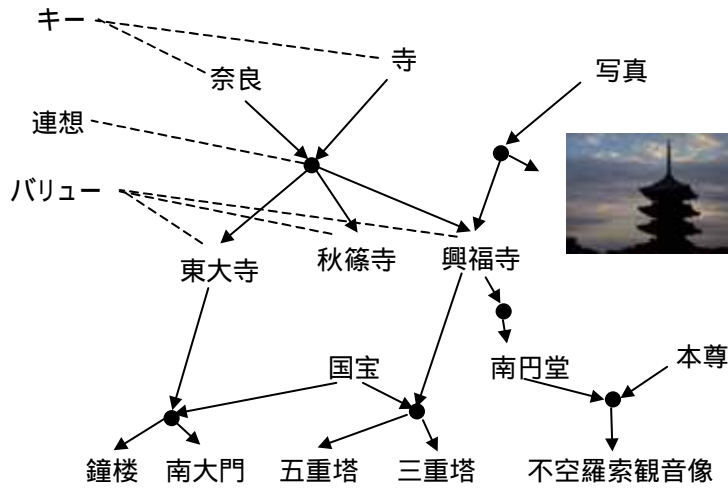 キー
寺
写真
奈良
連想
バリュー
東大寺
秋篠寺
興福寺
国宝
南円堂
本尊
鐘楼
南大門
五重塔
三重塔
不空羅索観音像